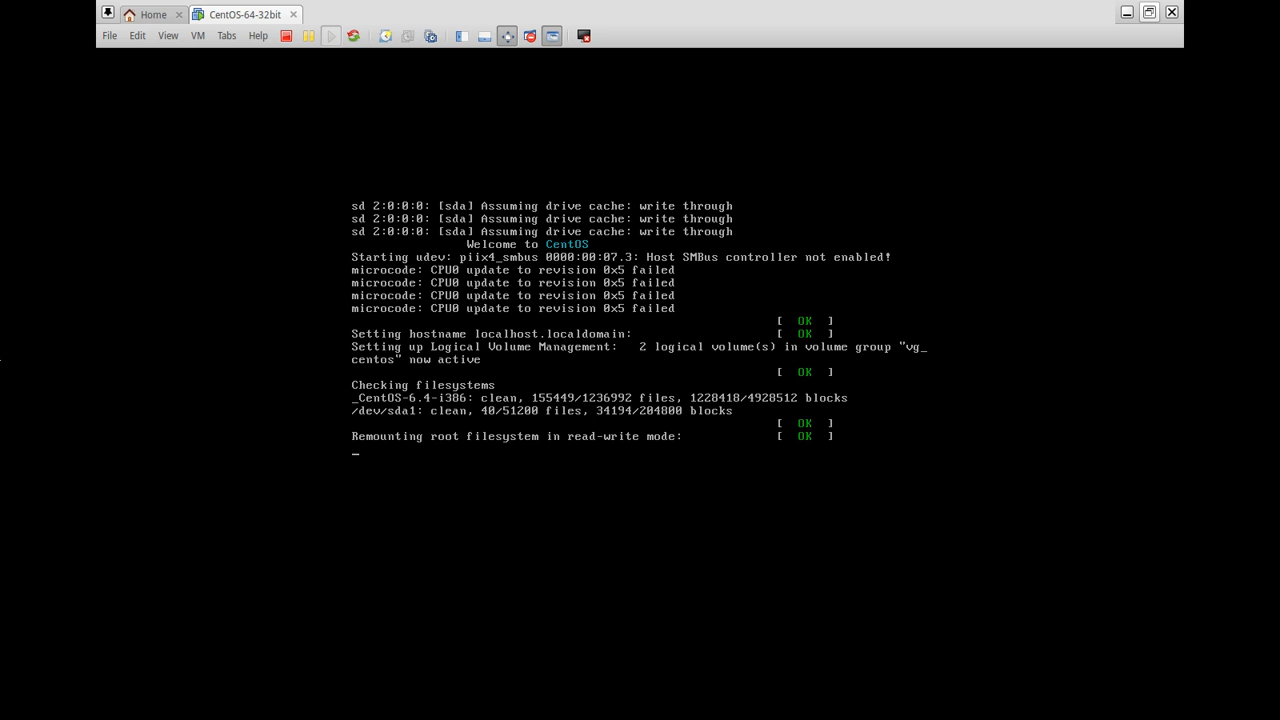 Home
CentOS-64-32bit
File Edit View VM Tabs Help
sd 2:0:0:0: [sda] Assuming drive cache: write through
sd 2:0:0:0: [sda] Assuming drive cache: write through
sd 2:0:0:0: [sda] Assuming drive cache: write through
Welcome to CentOS
Starting udev: piix4_smbus 0000:00:07.3: Host SMBus controller not enabled!
microcode: CPU0 update to revision 0x5 failed
microcode: CPU0 update to revision 0x5 failed
microcode: CPU0 update to revision 0x5 failed
microcode: CPU0 update to revision 0x5 failed
[ OK ]
Setting hostname localhost.localdomain: [ OK ]
Setting up Logical Volume Management: 2 logical volume(s) in volume group "vg_
centos" now active
[ OK ]
Checking filesystems
_CentOS-6.4-i386: clean, 155449/1236992 files, 1228418/4928512 blocks
/dev/sda1: clean, 40/51200 files, 34194/204800 blocks
[ OK ]
Remounting root filesystem in read-write mode: [ OK ]
_